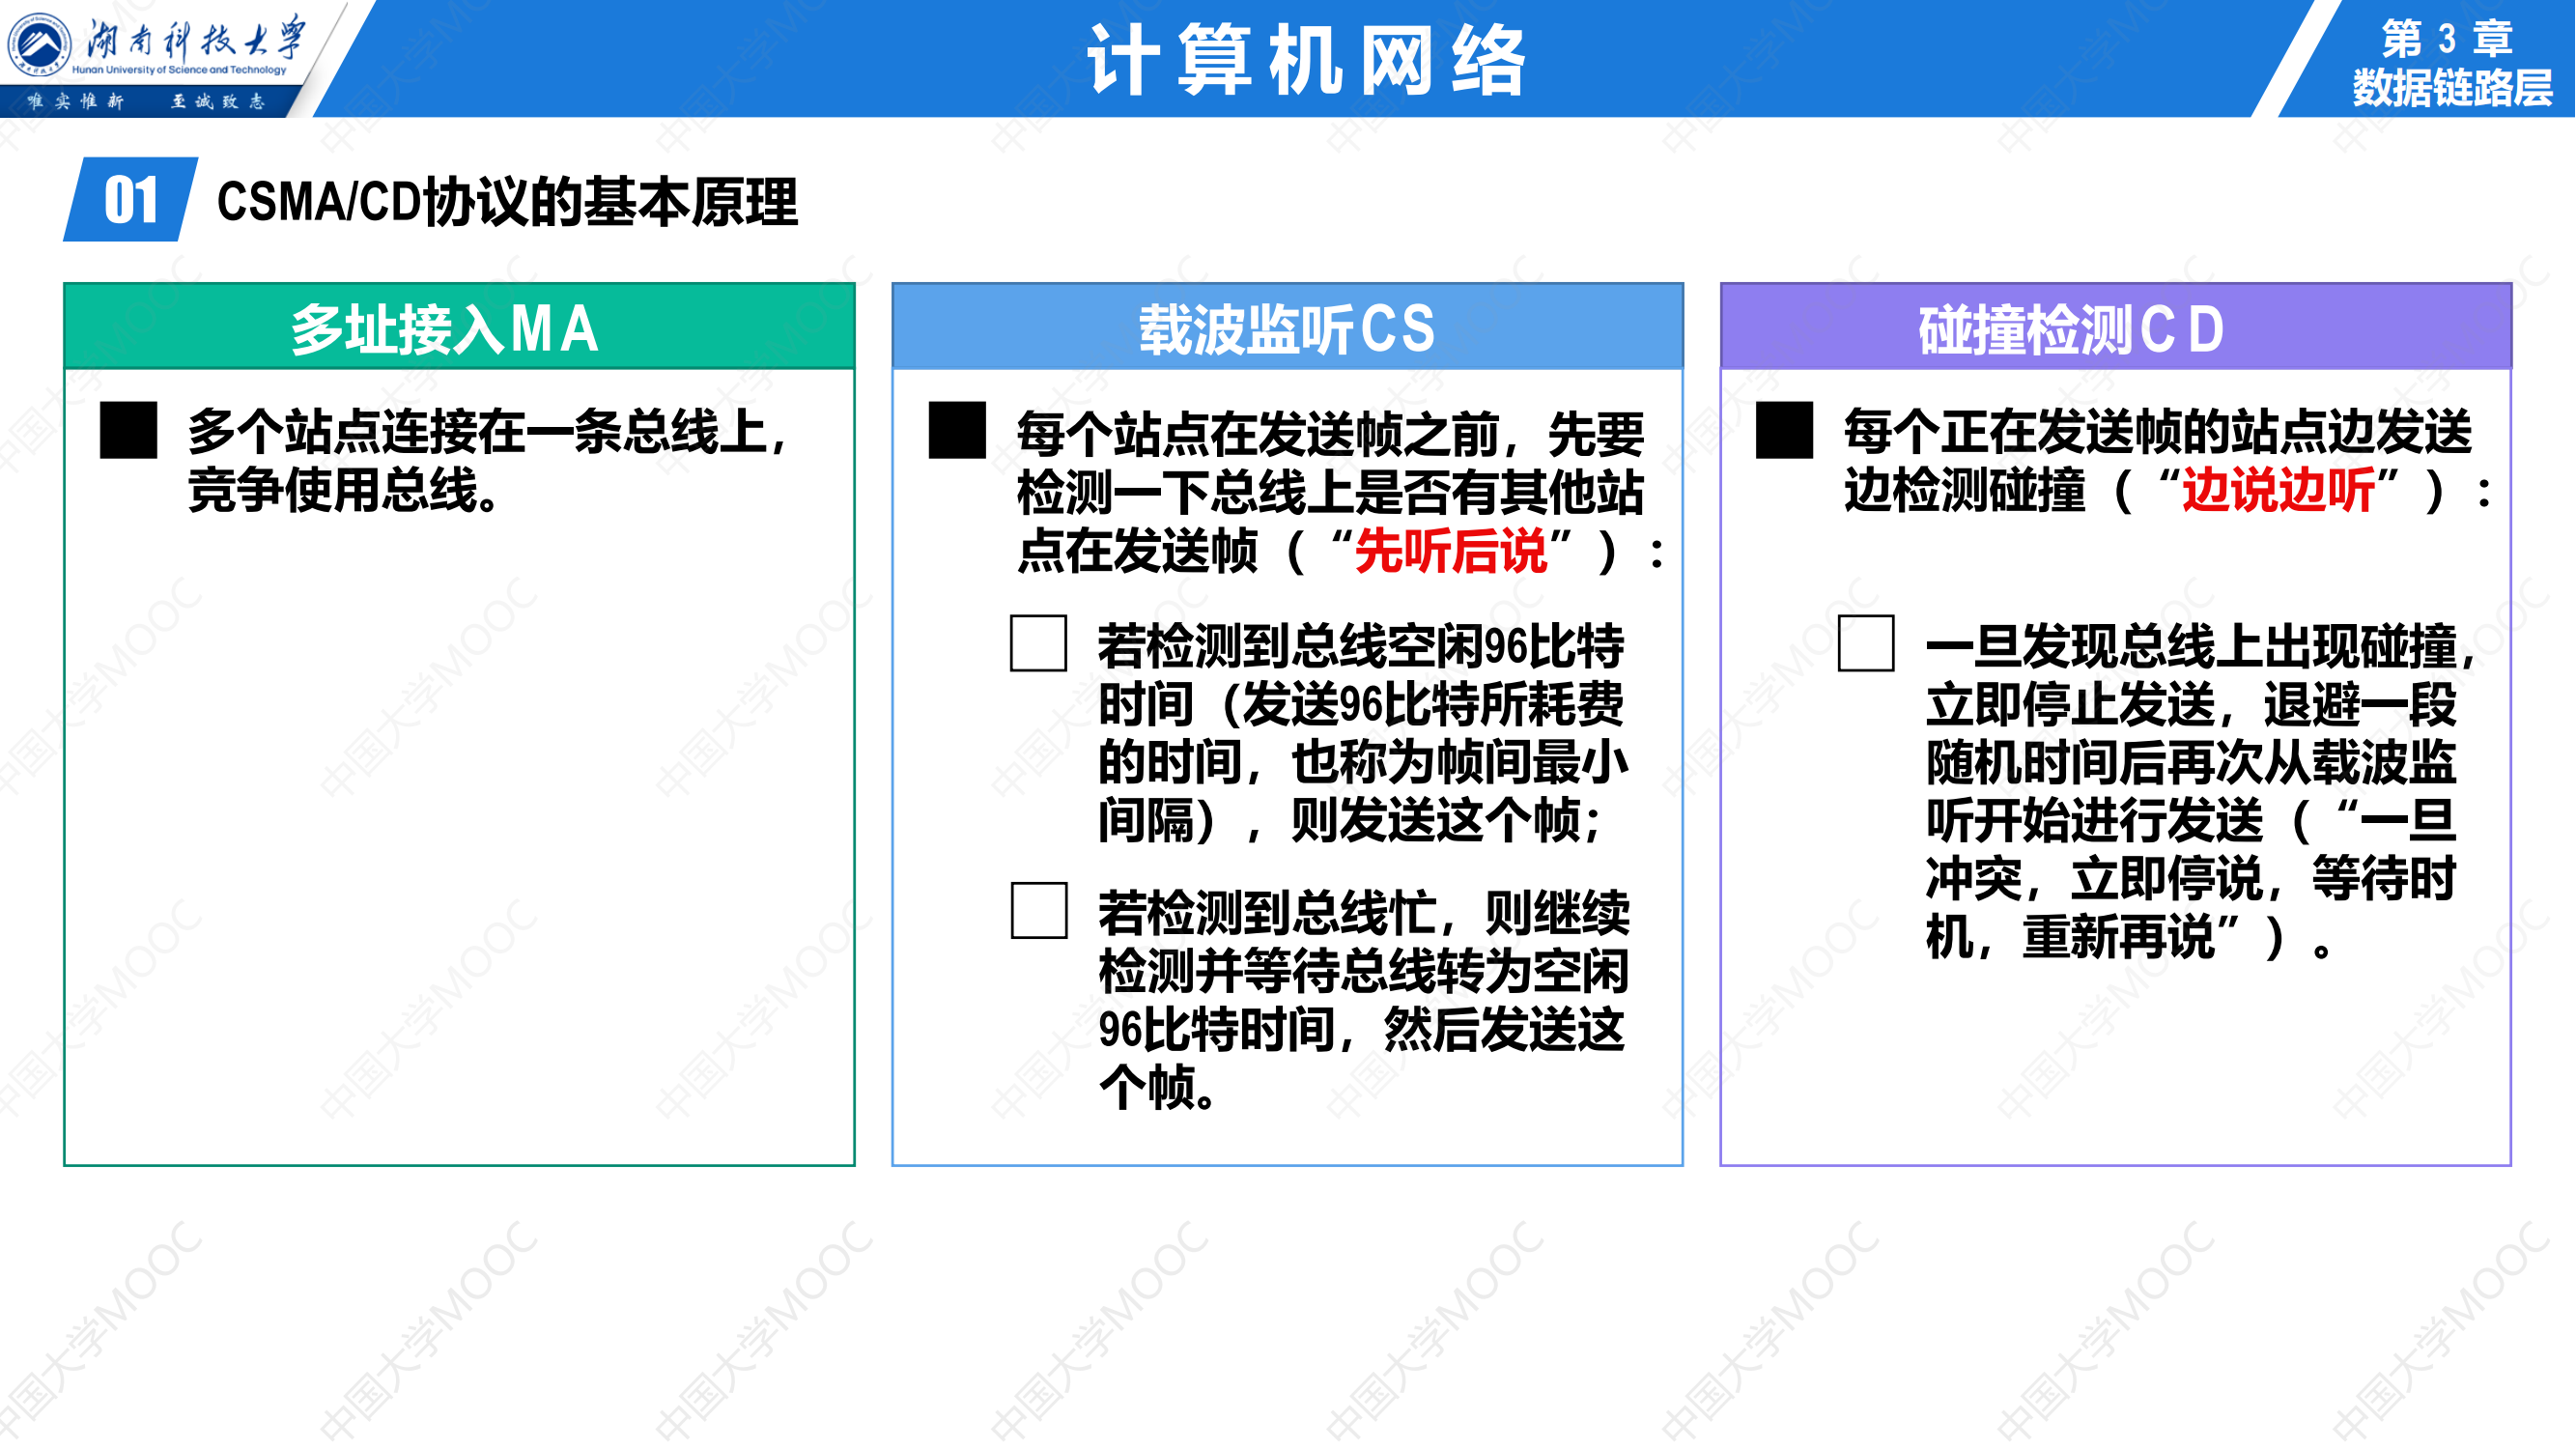 湖南科技大学
Hunan University of Science and Technology
唯实惟新 至诚致志
计算机网络
第 3 章
数据链路层
01
CSMA/CD协议的基本原理
多址接入MA
多个站点连接在一条总线上，
竞争使用总线。
载波监听CS
每个站点在发送帧之前，先要
检测一下总线上是否有其他站
点在发送帧（“先听后说”）：
若检测到总线空闲96比特
时间（发送96比特所耗费
的时间，也称为帧间最小
间隔），则发送这个帧；
若检测到总线忙，则继续
检测并等待总线转为空闲
96比特时间，然后发送这
个帧。
碰撞检测CD
每个正在发送帧的站点边发送
边检测碰撞（“边说边听”）：
一旦发现总线上出现碰撞，
立即停止发送，退避一段
随机时间后再次从载波监
听开始进行发送（“一旦
冲突，立即停说，等待时
机，重新再说”）。
中国大学MOOC